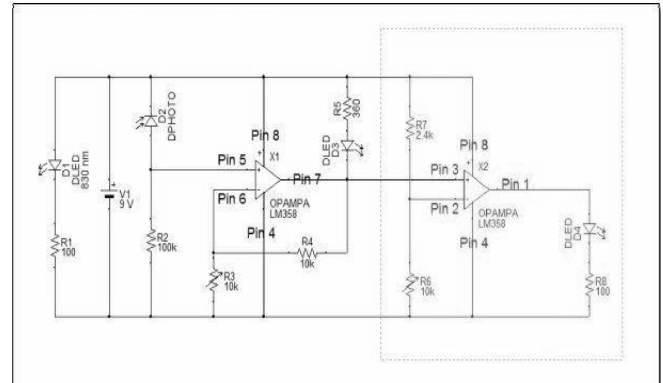 D1
DLED
830 nm
R1
100
V1
9 V
D2
DPHOTO
R2
100k
Pin 5
Pin 6
Pin 8
X1
Pin 7
OPAMPA
LM358
Pin 4
R3
10k
R4
10k
R5
360
DLED
D3
R7
2.4k
Pin 3
Pin 2
Pin 8
X2
Pin 1
OPAMPA
LM358
Pin 4
R6
10k
DLED
D4
R8
100